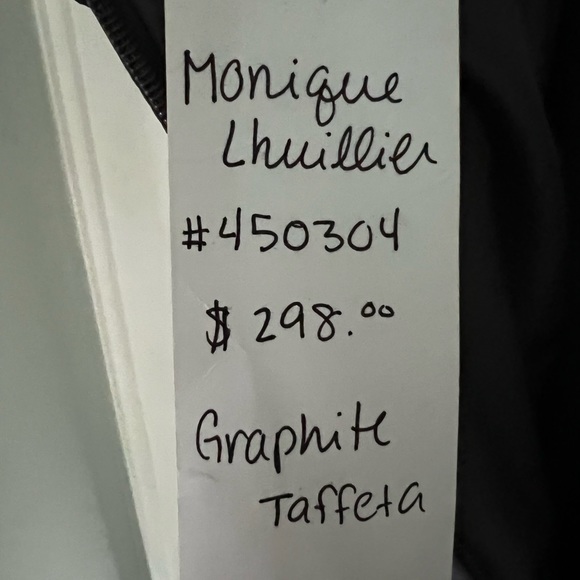 Monique
Lhuillier
#450304
$ 298.00
Graphite
Taffeta